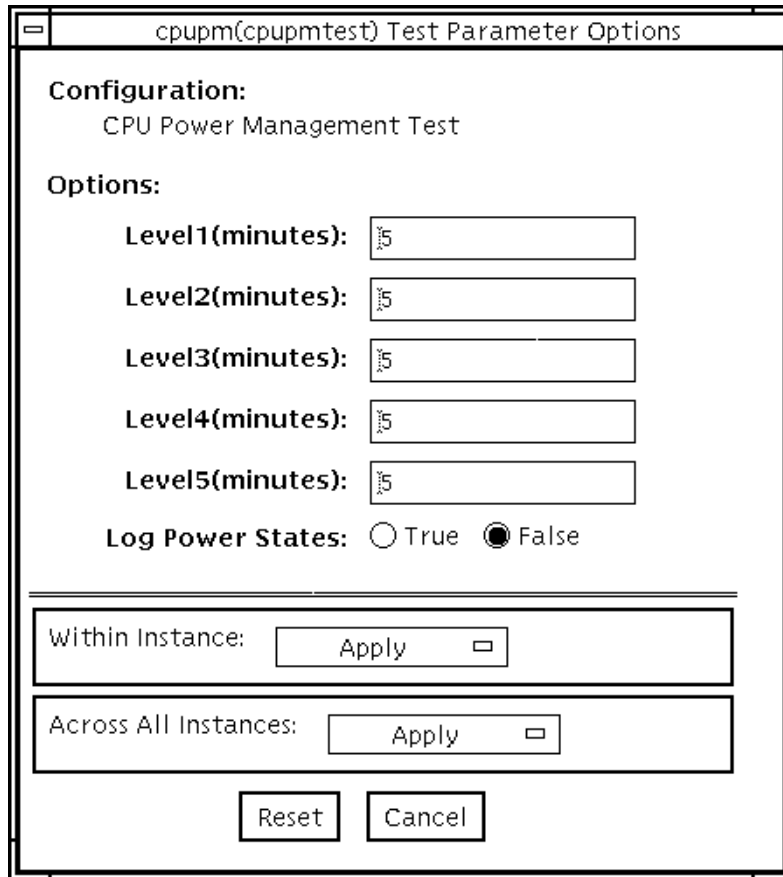 cpupm(cpupmtest) Test Parameter Options
Configuration:
CPU Power Management Test
Options:
Level1(minutes): 5
Level2(minutes): 5
Level3(minutes): 5
Level4(minutes): 5
Level5(minutes): 5
Log Power States: True False
Within Instance: Apply
Across All Instances: Apply
Reset Cancel